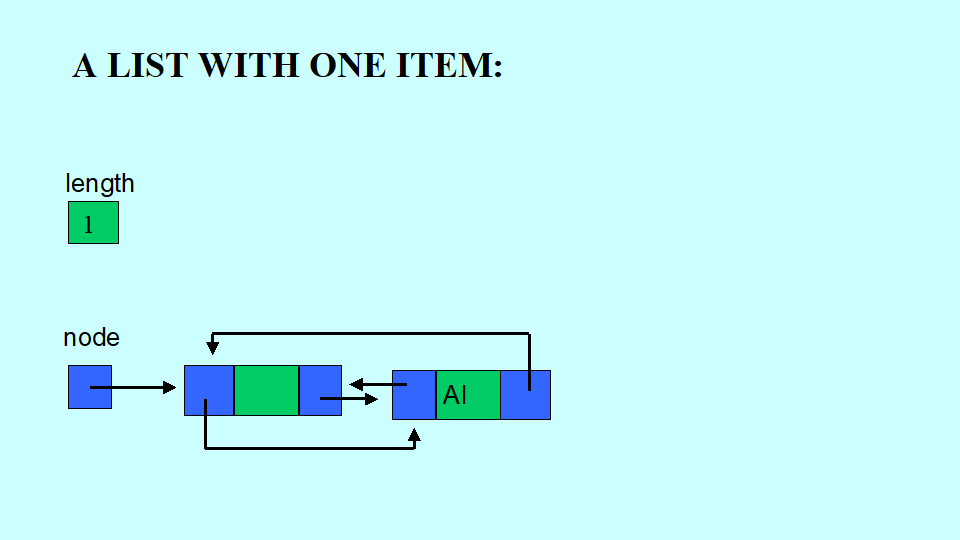 A LIST WITH ONE ITEM:
length
1
node
Al